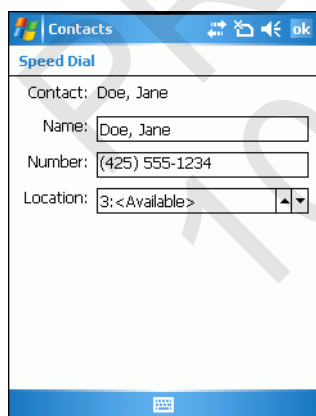 Contacts ok
Speed Dial
Contact: Doe, Jane
Name: Doe, Jane
Number: (425) 555-1234
Location: 3:<Available>